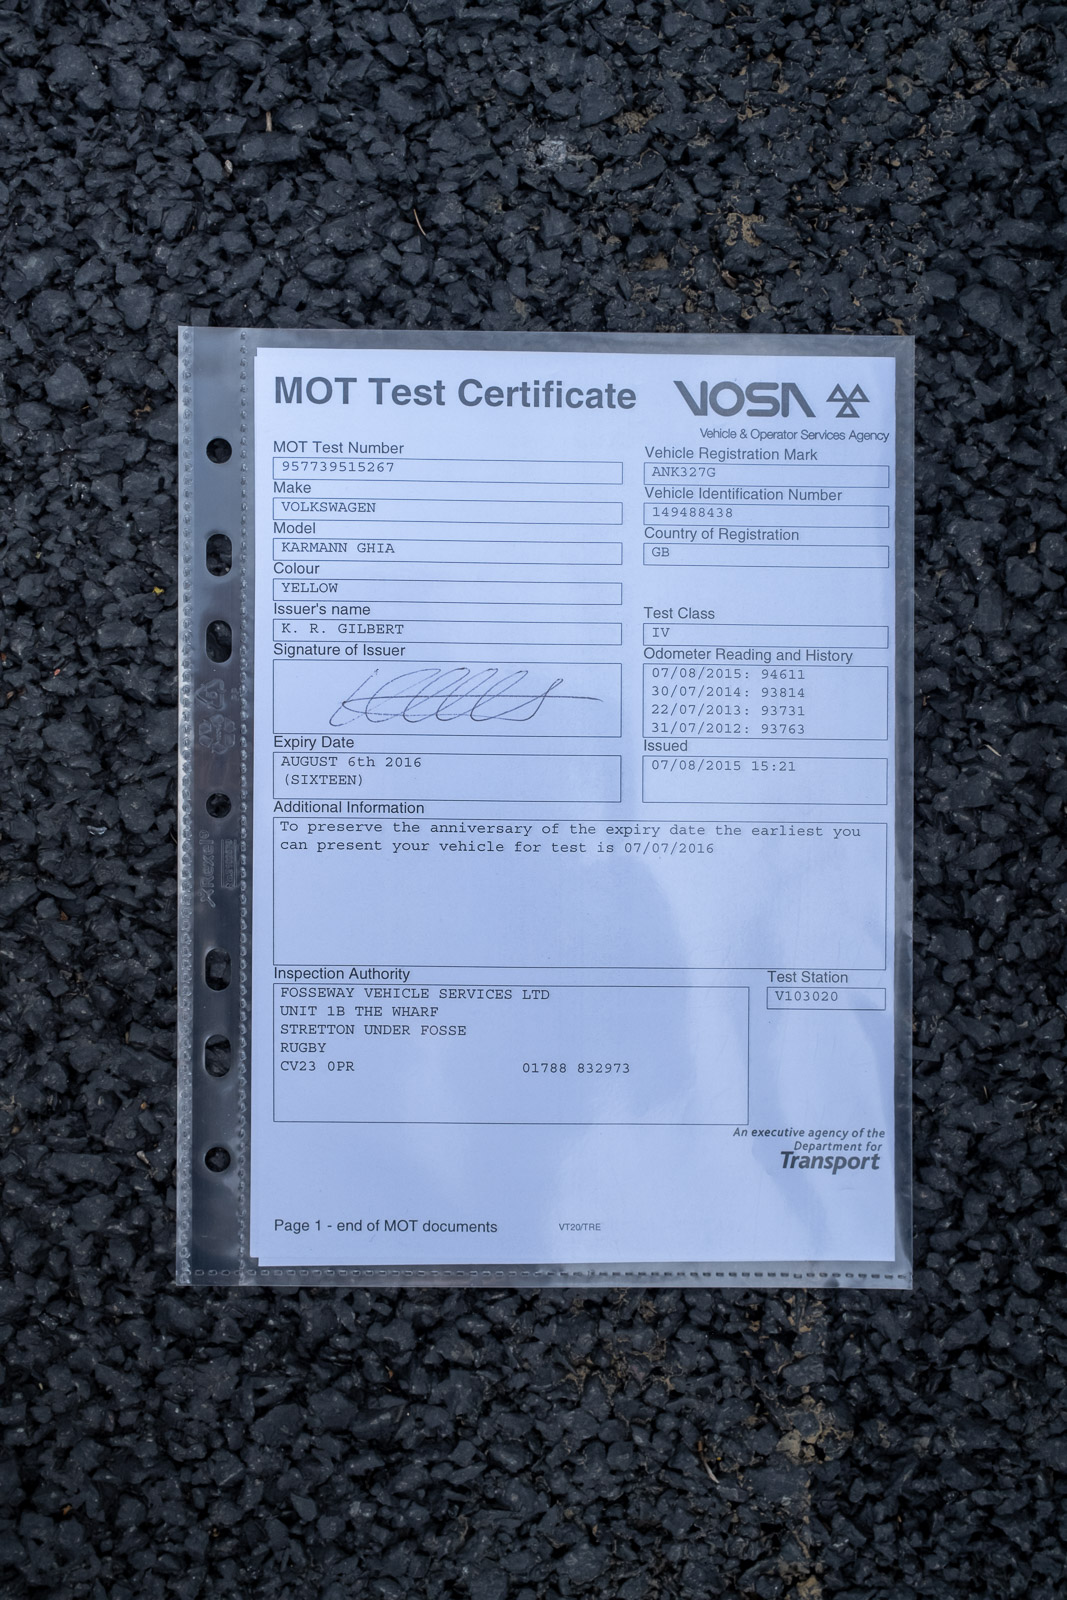 MOT Test Certificate
VOSA
Vehicle & Operator Services Agency
MOT Test Number
957739515267
Vehicle Registration Mark
ANK327G
Make
VOLKSWAGEN
Vehicle Identification Number
149488438
Model
KARMANN GHIA
Country of Registration
GB
Colour
YELLOW
Issuer's name
K. R. GILBERT
Test Class
IV
Signature of Issuer
Odometer Reading and History
07/08/2015: 94611
30/07/2014: 93814
22/07/2013: 93731
31/07/2012: 93763
Expiry Date
AUGUST 6th 2016
(SIXTEEN)
Issued
07/08/2015 15:21
Additional Information
To preserve the anniversary of the expiry date the earliest you
can present your vehicle for test is 07/07/2016
Inspection Authority
FOSSEWAY VEHICLE SERVICES LTD
UNIT 1B THE WHARF
STRETTON UNDER FOSSE
RUGBY
CV23 0PR 01788 832973
Test Station
V103020
An executive agency of the
Department for
Transport
Page 1 - end of MOT documents
VT20/TRE
Rexel